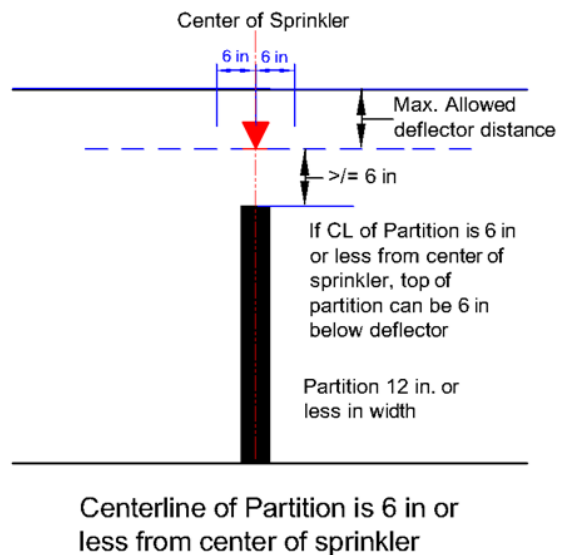 Center of Sprinkler
6 in 6 in
Max. Allowed
deflector distance
>/= 6 in
If CL of Partition is 6 in
or less from center of
sprinkler, top of
partition can be 6 in
below deflector
Partition 12 in. or
less in width
Centerline of Partition is 6 in or
less from center of sprinkler